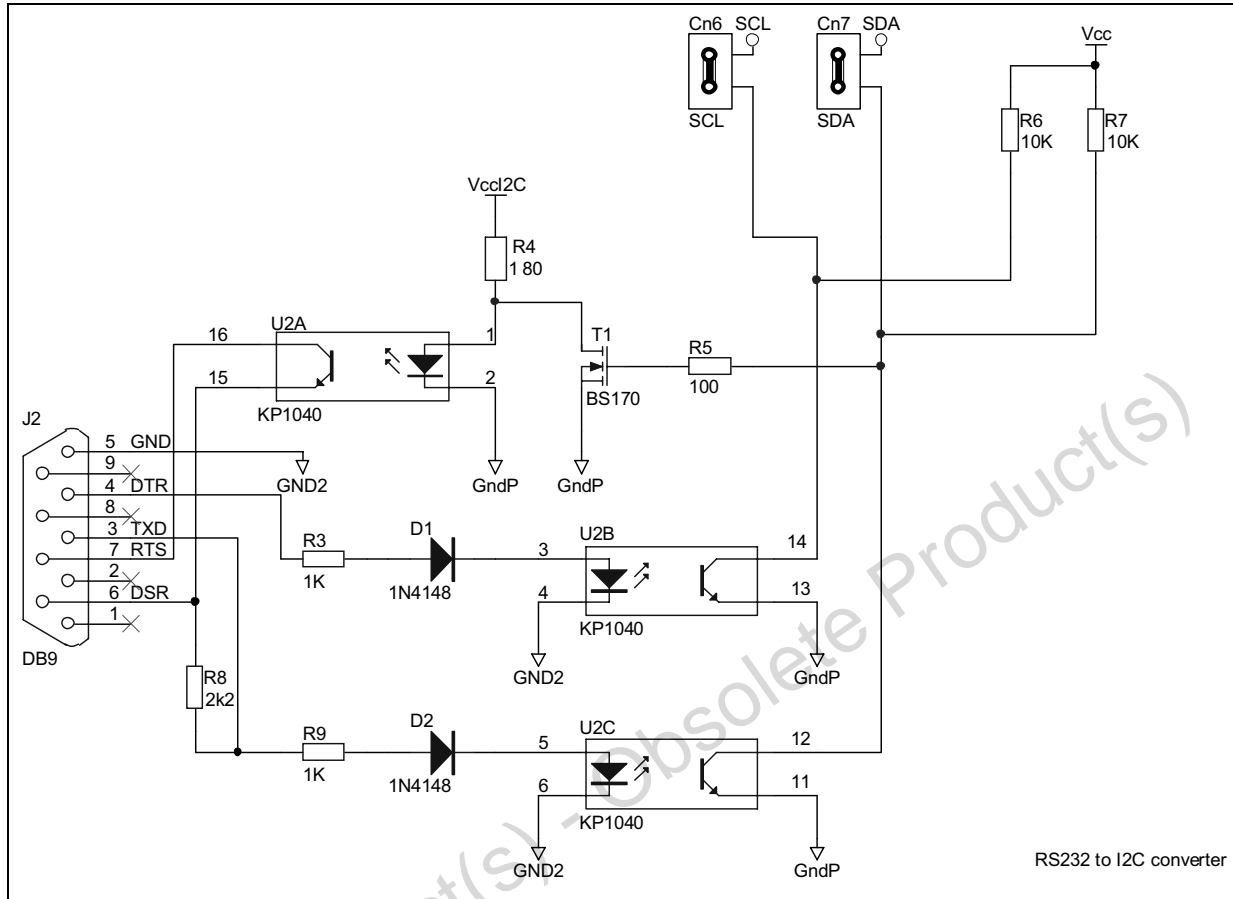 Cn6 SCL
Cn7 SDA
Vcc
SCL
SDA
R6
10K
R7
10K
VccI2C
R4
1 80
U2A
16
15
1
2
KP1040
T1
BS170
R5
100
J2
5 GND
9
4 DTR
8
3 TXD
7 RTS
2
6 DSR
1
DB9
GND2
GndP
GndP
R3
1K
D1
1N4148
U2B
3
4
14
13
KP1040
GND2
GndP
R8
2k2
R9
1K
D2
1N4148
U2C
5
6
12
11
KP1040
GND2
GndP
RS232 to I2C converter
ct(s) - Obsolete Product(s)